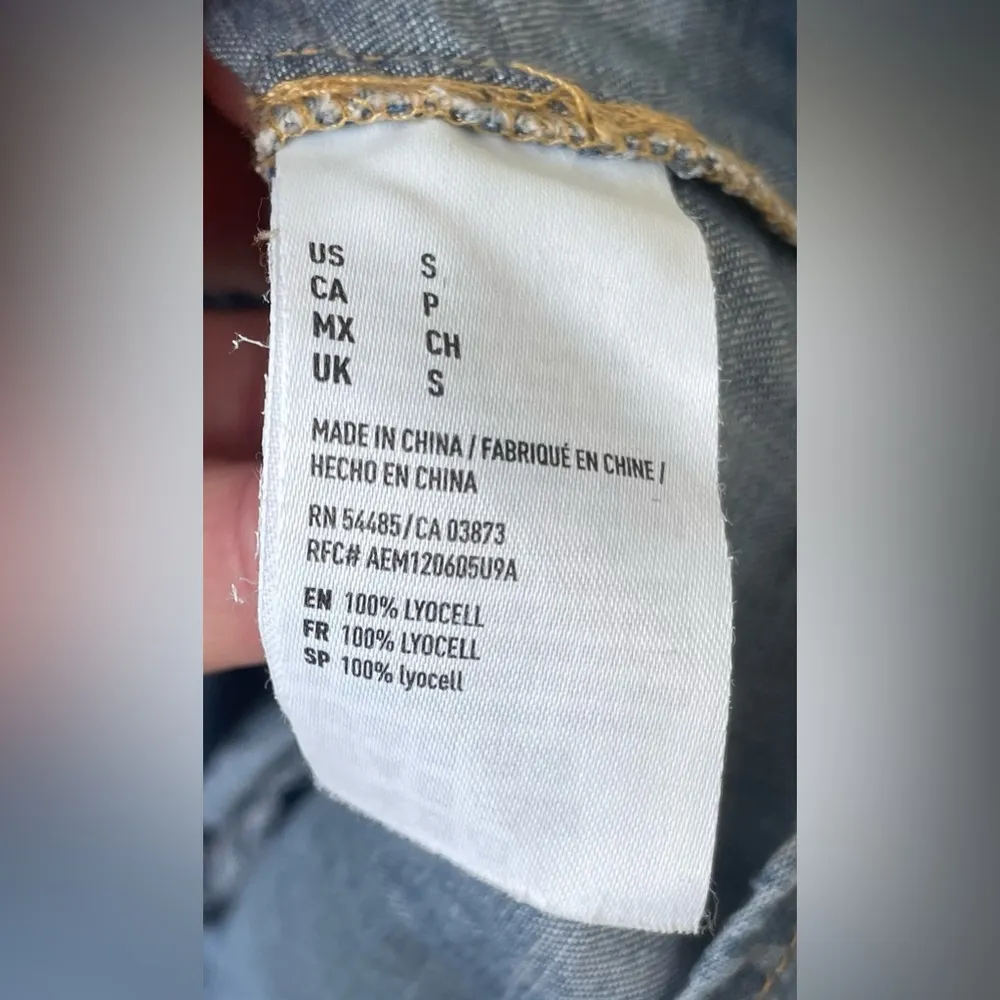 US S
CA P
MX CH
UK S
MADE IN CHINA / FABRIQUÉ EN CHINE /
HECHO EN CHINA
RN 54485/CA 03873
RFC# AEM120605U9A
EN 100% LYOCELL
FR 100% LYOCELL
SP 100% lyocell